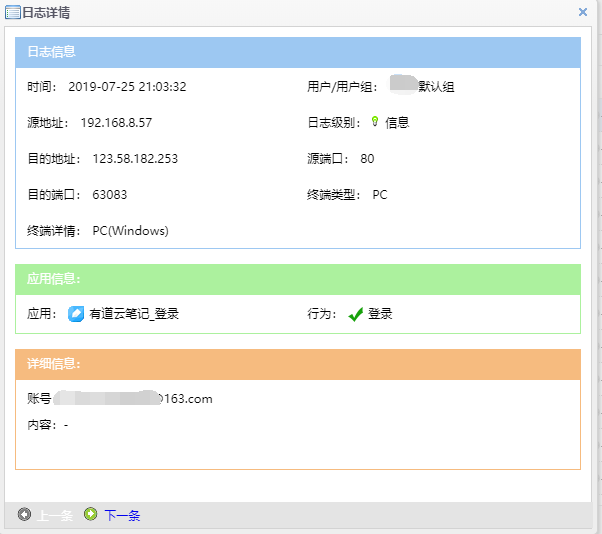 日志详情
日志信息
时间： 2019-07-25 21:03:32 用户/用户组： 默认组
源地址： 192.168.8.57 日志级别： 信息
目的地址： 123.58.182.253 源端口： 80
目的端口： 63083 终端类型： PC
终端详情： PC(Windows)
应用信息：
应用： 有道云笔记_登录 行为： 登录
详细信息：
账号 @163.com
内容：-
上一条 下一条